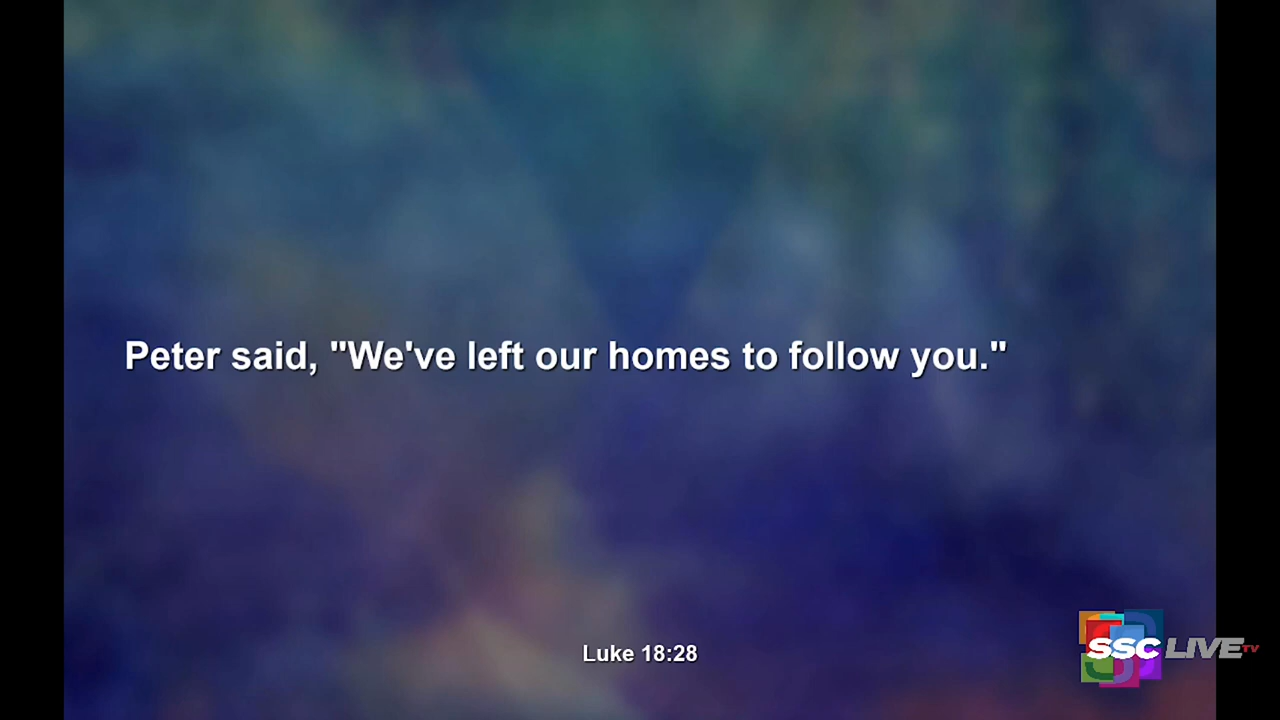 Peter said, "We've left our homes to follow you."
Luke 18:28
SSC LIVE TV